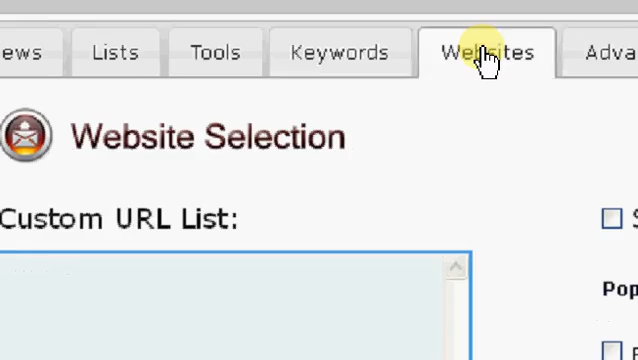 ews Lists Tools Keywords Websites Adva
Website Selection
Custom URL List:
S
Pop